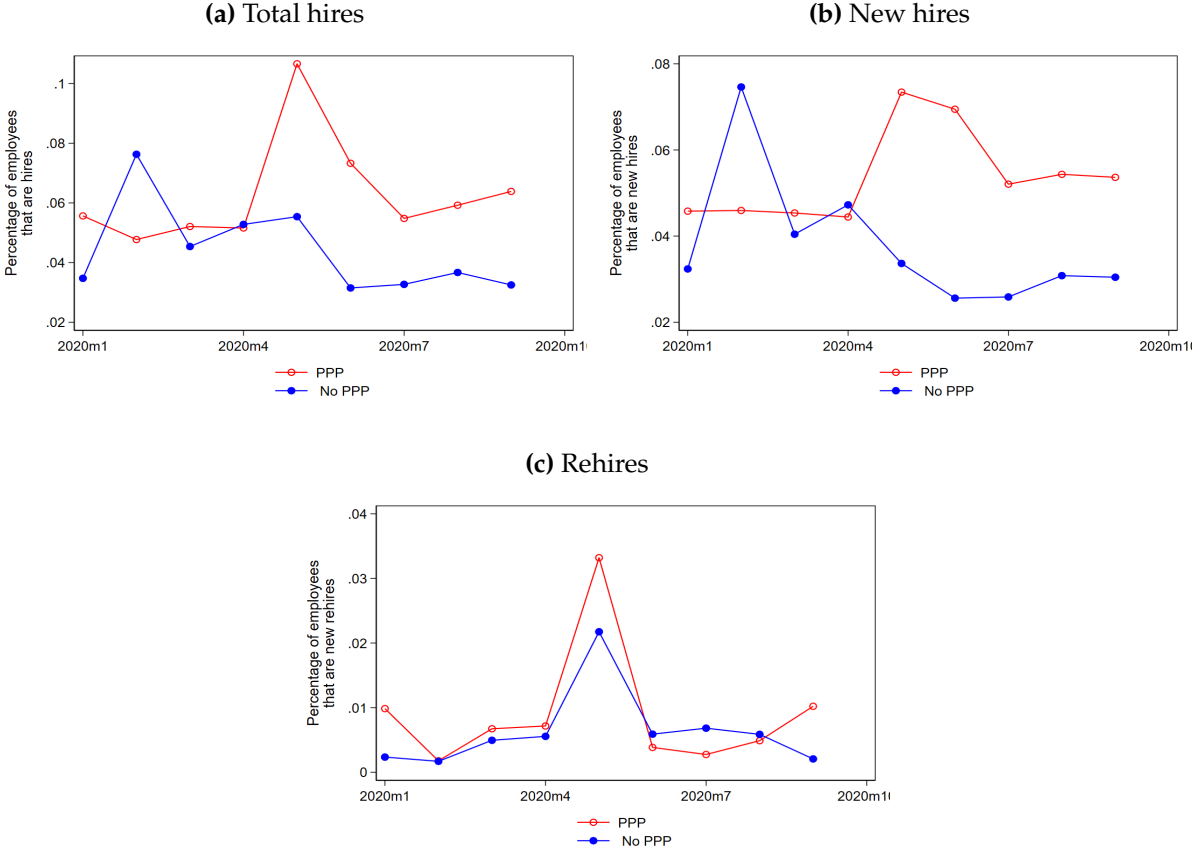 (a) Total hires
Percentage of employees
that are hires
.1
.08
.06
.04
.02
2020m1
2020m4
2020m7
2020m1
PPP
No PPP
(b) New hires
Percentage of employees
that are new hires
.08
.06
.04
.02
2020m1
2020m4
2020m7
2020m10
PPP
No PPP
(c) Rehires
Percentage of employees
that are new rehires
.04
.03
.02
.01
0
2020m1
2020m4
2020m7
2020m1
PPP
No PPP